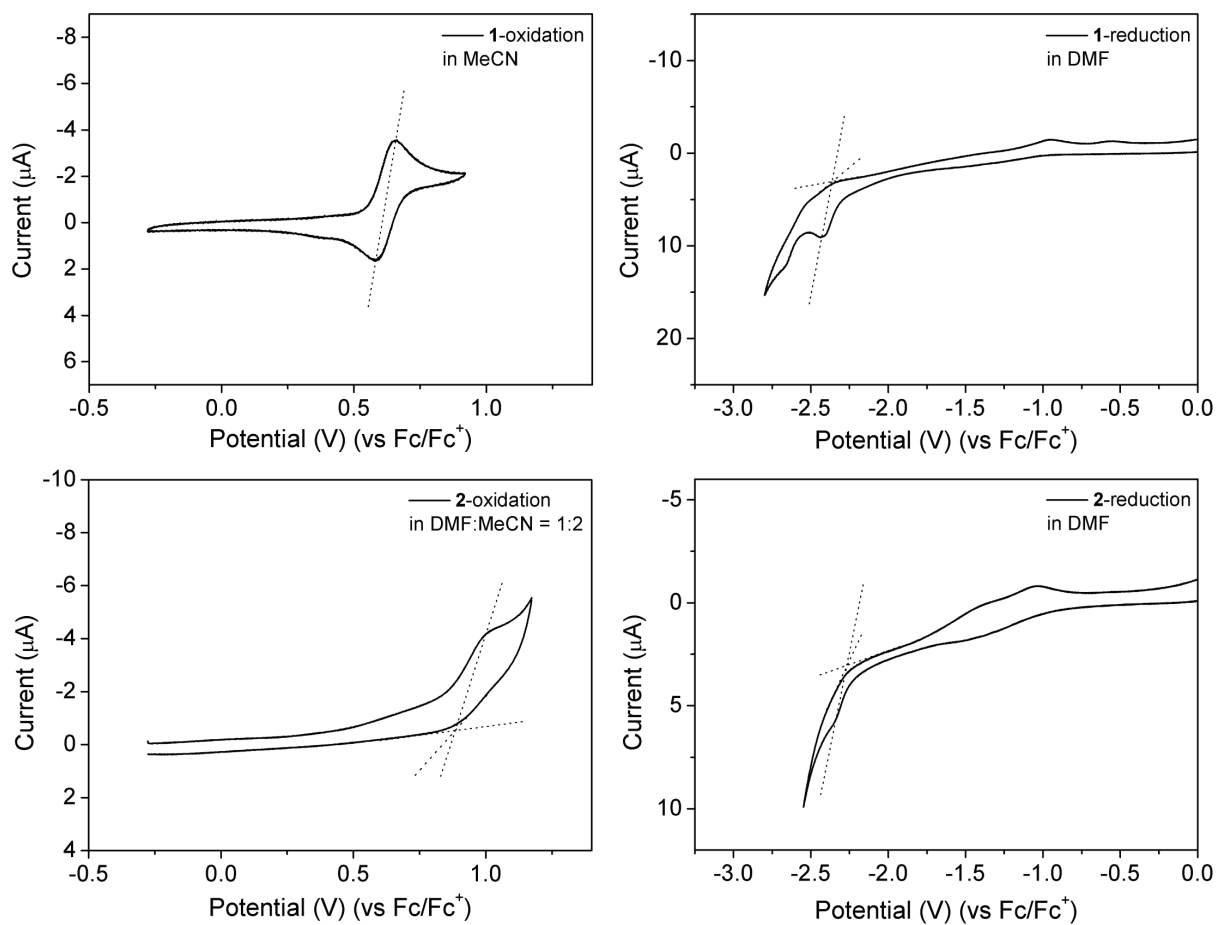 1-oxidation
in MeCN
-8
-6
-4
-2
0
2
4
6
Current (μA)
-0.5 0.0 0.5 1.0
Potential (V) (vs Fc/Fc+)
1-reduction
in DMF
-10
0
10
20
Current (μA)
-3.0 -2.5 -2.0 -1.5 -1.0 -0.5 0.0
Potential (V) (vs Fc/Fc+)
2-oxidation
in DMF:MeCN = 1:2
-10
-8
-6
-4
-2
0
2
4
Current (μA)
-0.5 0.0 0.5 1.0
Potential (V) (vs Fc/Fc+)
2-reduction
in DMF
-5
0
5
10
Current (μA)
-3.0 -2.5 -2.0 -1.5 -1.0 -0.5 0.0
Potential (V) (vs Fc/Fc+)